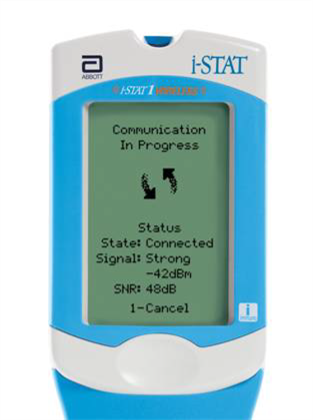 ABBOTT
i-STAT
i-STAT 1 WIRELESS
Communication
In Progress
Status
State: Connected
Signal: Strong
-42dBm
SNR: 48dB
1-Cancel
i